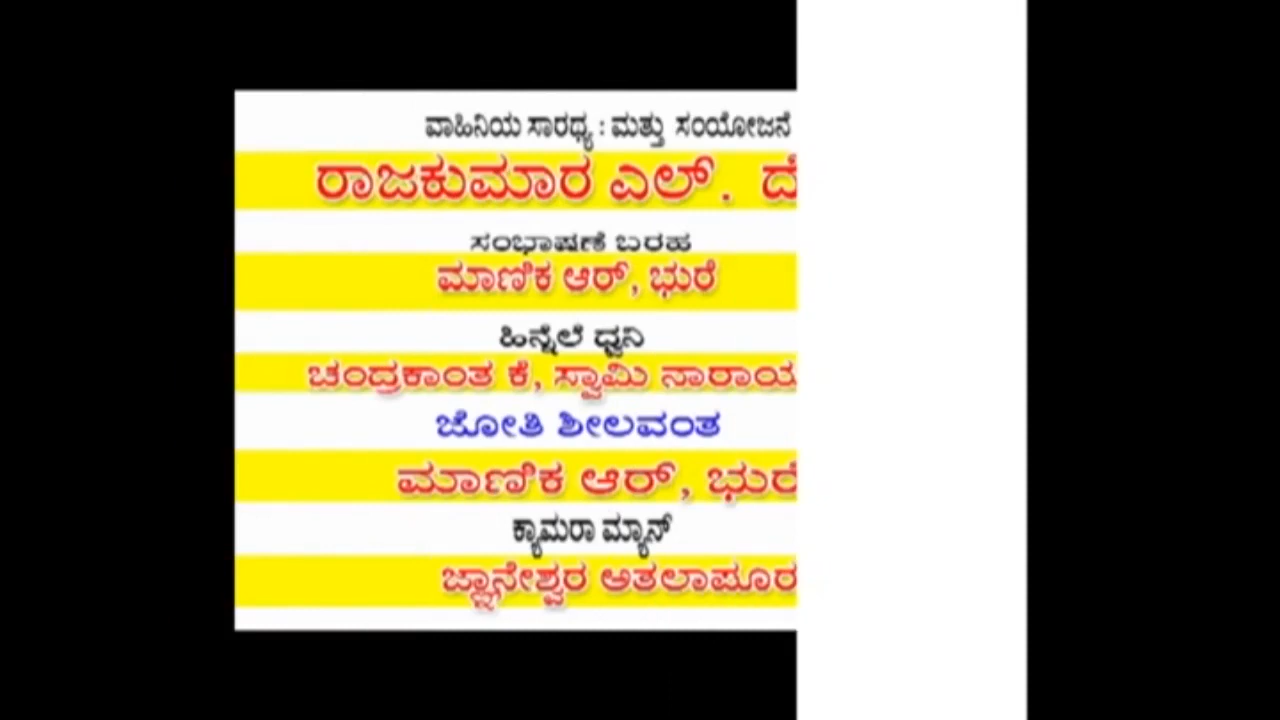 ವಾಹಿನಿಯ ಸಾರಥ್ಯ : ಮತ್ತು ಸಂಯೋಜನೆ
ರಾಜಕುಮಾರ ಎಲ್.
ಸಂಭಾಷಣೆ ಬರಹ
ಮಾಣಿಕ ಆರ್, ಭುರೆ
ಹಿನ್ನೆಲೆ ಧ್ವನಿ
ಚಂದ್ರಕಾಂತ ಕೆ, ಸ್ವಾಮಿ ನಾರಾಯ
ಜೋತಿ ಶೀಲವಂತ
ಮಾಣಿಕ ಆರ್, ಭುರೆ
ಕ್ಯಾಮರಾ ಮ್ಯಾನ್
ಜ್ಞಾನೇಶ್ವರ ಅತಲಾಪೂರ